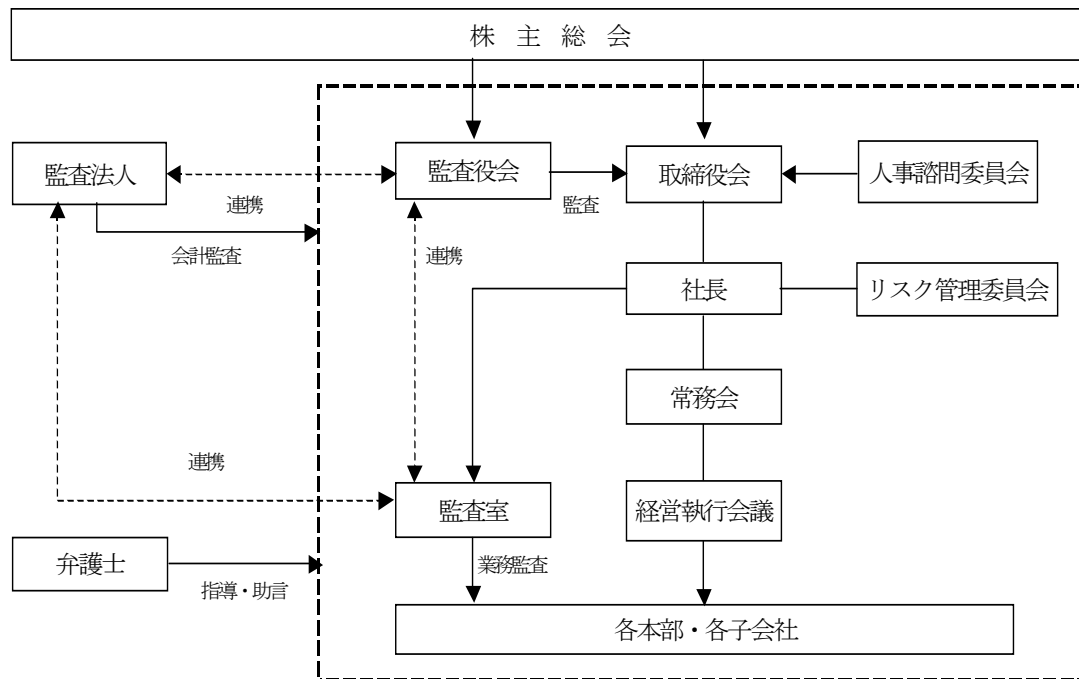 株主総会
監査法人
監査役会
取締役会
人事諮問委員会
連携
監査
会計監査
連携
社長
リスク管理委員会
常務会
連携
監査室
経営執行会議
弁護士
業務監査
指導・助言
各本部・各子会社